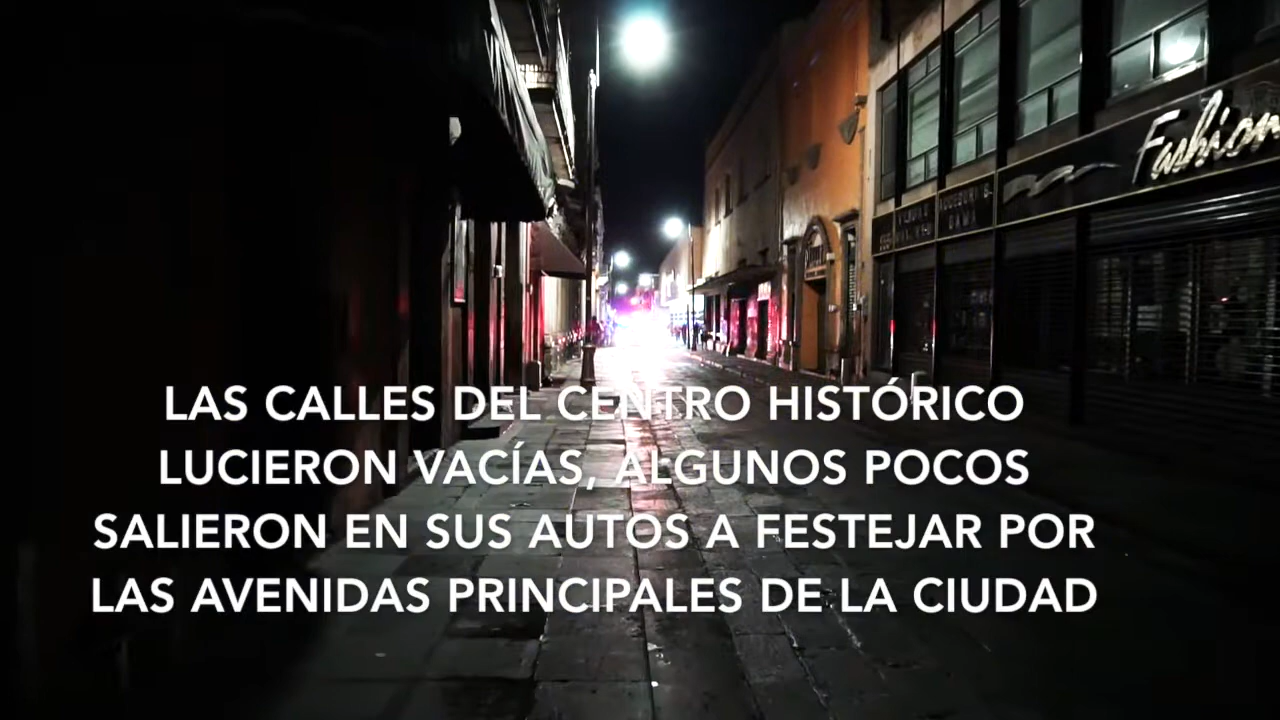 Fashion
LAS CALLES DEL CENTRO HISTÓRICO
LUCIERON VACÍAS, ALGUNOS POCOS
SALIERON EN SUS AUTOS A FESTEJAR POR
LAS AVENIDAS PRINCIPALES DE LA CIUDAD